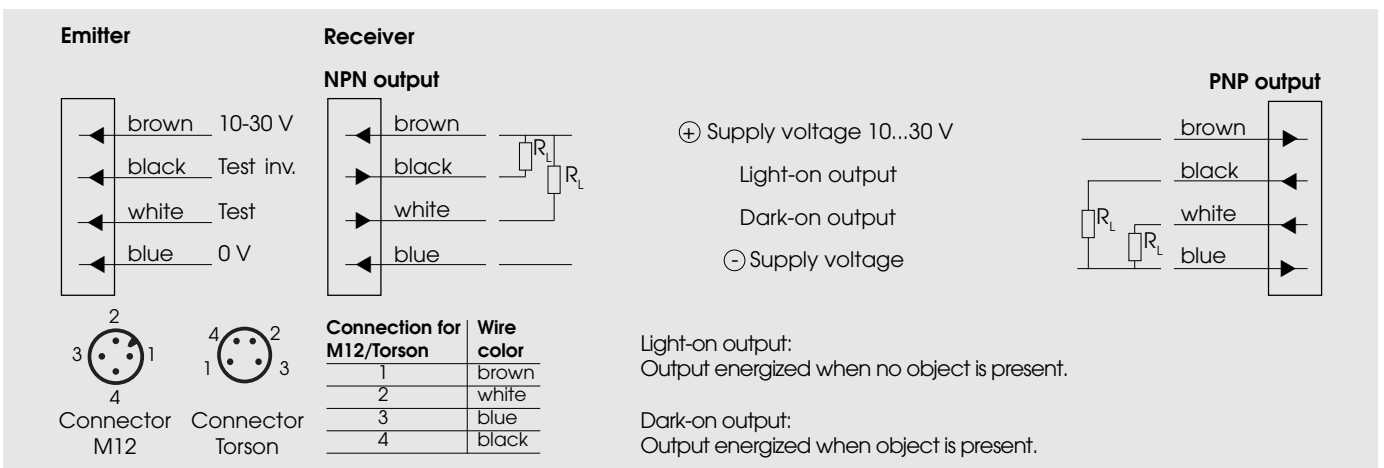 Emitter
Receiver
NPN output
PNP output
brown 10-30 V
black Test inv.
white Test
blue 0 V
brown
black
white
blue
RL
RL
+ Supply voltage 10...30 V
Light-on output
Dark-on output
- Supply voltage
brown
black
white
blue
RL
RL
2
3
1
4
Connector
M12
4
2
1
3
Connector
Torson
Connection for Wire
M12/Torson color
1 brown
2 white
3 blue
4 black
Light-on output:
Output energized when no object is present.
Dark-on output:
Output energized when object is present.